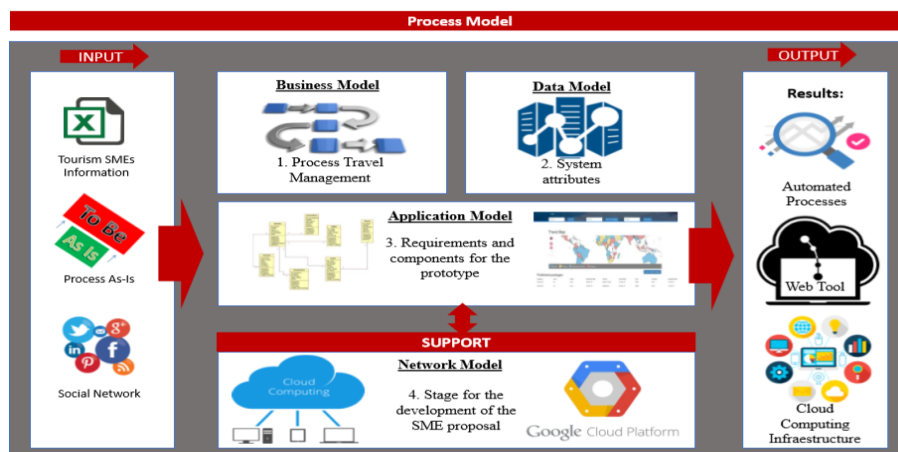 Process Model
INPUT
OUTPUT
Tourism SMEs
Information
To Be
As Is
Process As-Is
Social Network
Business Model
1. Process Travel
Management
Data Model
2. System
attributes
Application Model
3. Requirements and
components for the
prototype
SUPPORT
Network Model
Cloud
Computing
4. Stage for the
development of the
SME proposal
Google Cloud Platform
Results:
Automated
Processes
Web Tool
Cloud
Computing
Infraestructure